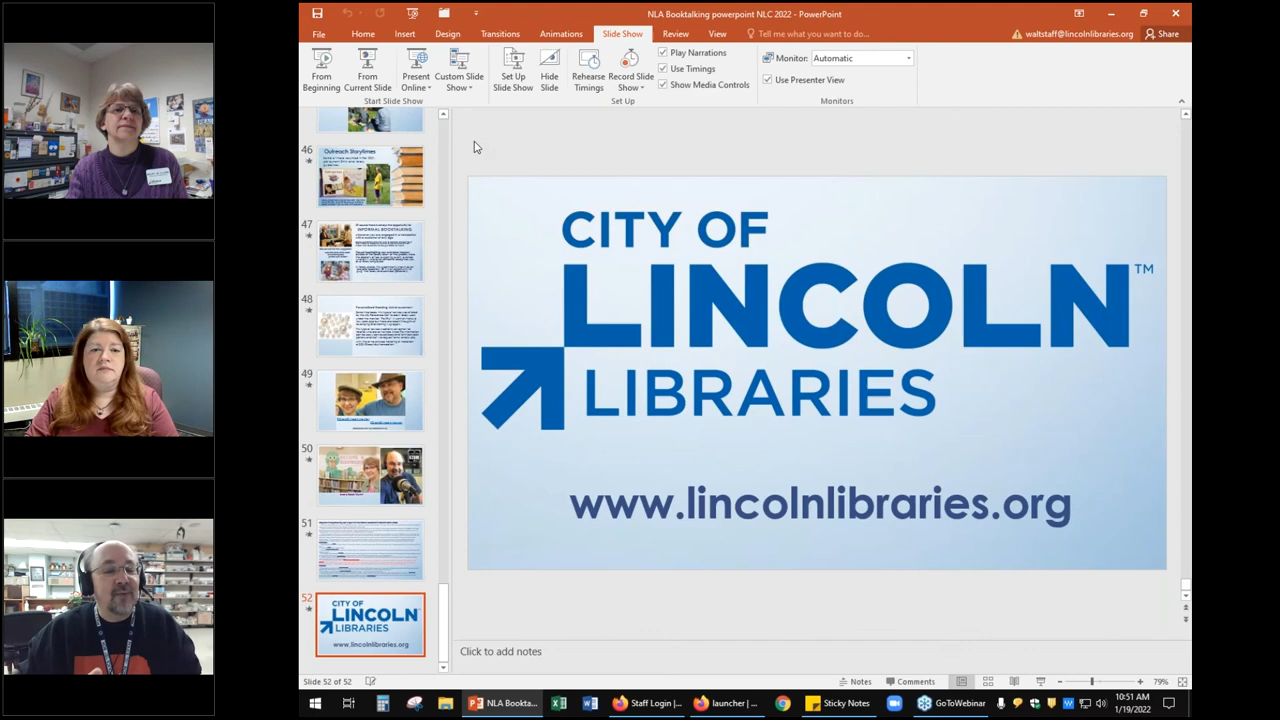 NLA Booktalking powerpoint NLC 2022 - PowerPoint
File Home Insert Design Transitions Animations Slide Show Review View Tell me what you want to do... waltstaff@lincolnlibraries.org Share
From Beginning
From Current Slide
Present Online
Custom Slide Show
Set Up Slide Show
Hide Slide
Rehearse Timings
Record Slide Show
Play Narrations
Use Timings
Show Media Controls
Monitor: Automatic
Use Presenter View
Start Slide Show
Set Up
Monitors
46
Outreach Storytimes
47
INFORMAL BOOKTALKING
48
49
50
51
52
CITY OF
LINCOLN
LIBRARIES
www.lincolnlibraries.org
CITY OF
LINCOLN™
LIBRARIES
www.lincolnlibraries.org
Click to add notes
Slide 52 of 52
Notes
Comments
79%
NLA Bookta...
Staff Login |...
launcher | ...
Sticky Notes
GoToWebinar
10:51 AM
1/19/2022